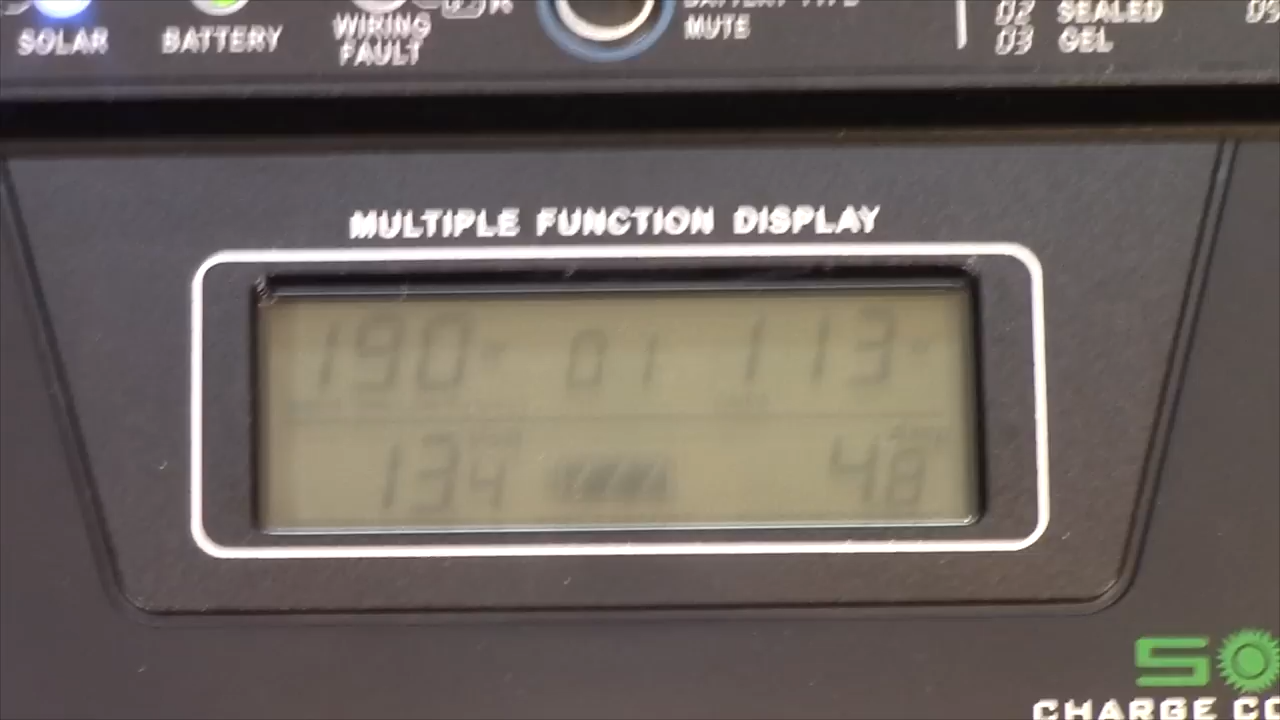 SOLAR BATTERY WIRING FAULT
MUTE
02 SEALED
03 GEL
MULTIPLE FUNCTION DISPLAY
190 01 113
134 48
SO
CHARGE CO